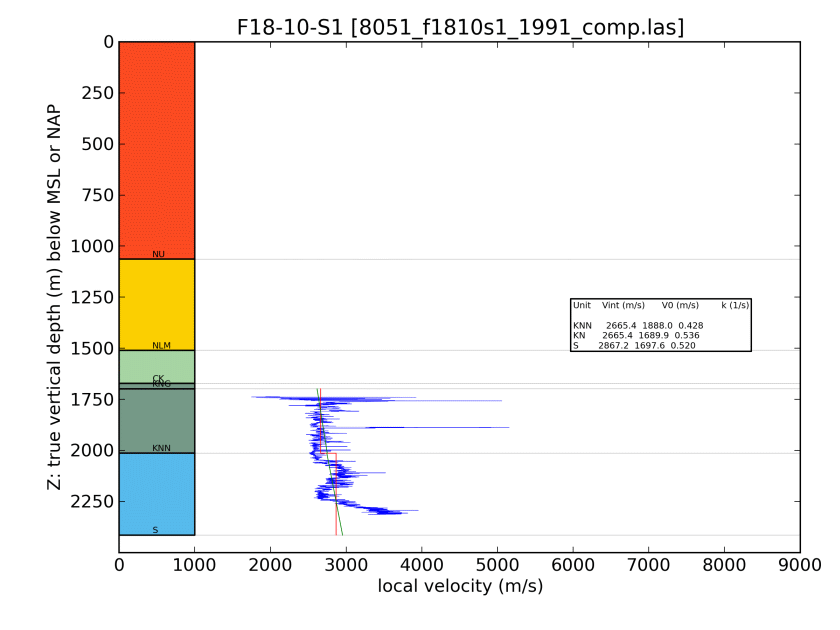 F18-10-S1 [8051_f1810s1_1991_comp.las]
Z: true vertical depth (m) below MSL or NAP
0
250
500
750
1000
1250
1500
1750
2000
2250
NU
NLM
CK
KNG
KNN
S
Unit Vint (m/s) V0 (m/s) k (1/s)
KNN 2665.4 1888.0 0.428
KN 2665.4 1689.9 0.536
S 2867.2 1697.6 0.520
0 1000 2000 3000 4000 5000 6000 7000 8000 9000
local velocity (m/s)